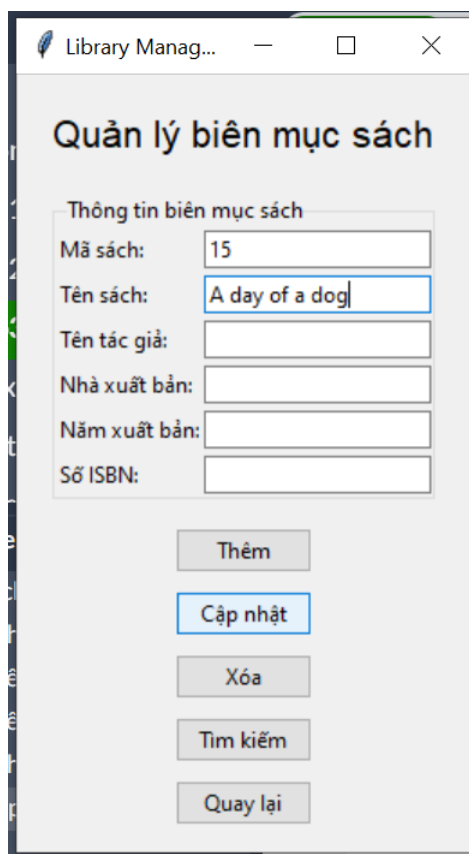 Library Manag...
Quản lý biên mục sách
Thông tin biên mục sách
Mã sách: 15
Tên sách: A day of a dog
Tên tác giả:
Nhà xuất bản:
Năm xuất bản:
Số ISBN:
Thêm
Cập nhật
Xóa
Tìm kiếm
Quay lại